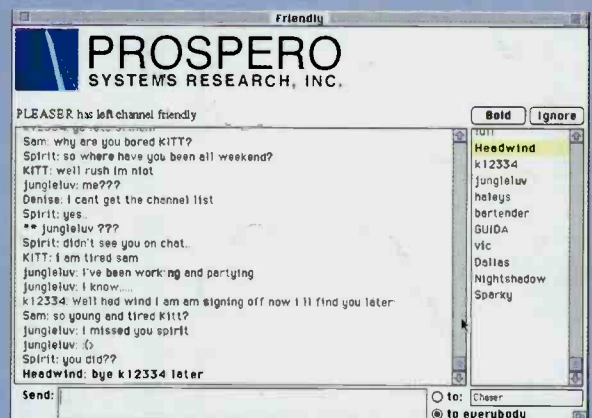 Friendly
PROSPERO
SYSTEMS RESEARCH, INC.
PLEASER has left channel friendly
Bold
Ignore
Sam: why are you bored KITT?
Spirit: so where have you been all weekend?
KITT: well rush im niot
jungleluv: me???
Denise: i cant get the channel list
Spirit: yes..
** jungleluv ???
Spirit: didn't see you on chat..
KITT: i am tired sam
jungleluv: I've been working and partying
jungleluv: I know.....
k12334: Well hed wind I am am signing off now i ll find you later
Sam: so young and tired Kitt?
jungleluv: I missed you spirit
jungleluv: :()
Spirit: you did??
Headwind: bye k12334 later
Headwind
k12334
jungleluv
haleys
bartender
GUIDA
vic
Dallas
Nightshadow
Sparky
Send:
to: Chaser
to everybody